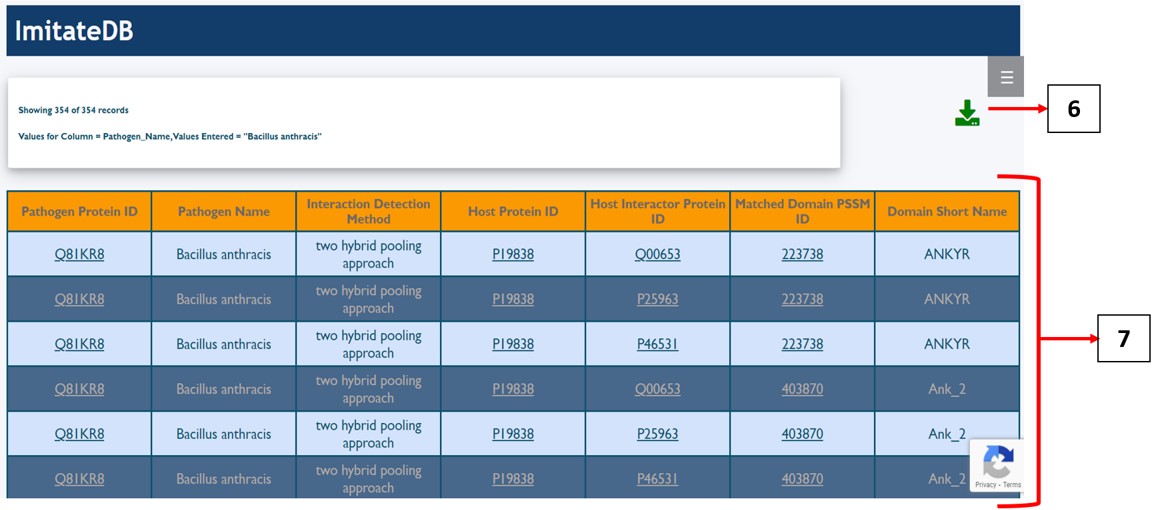 ImitateDB
Showing 354 of 354 records
Values for Column = Pathogen_Name,Values Entered = "Bacillus anthracis"
6
Pathogen Protein ID Pathogen Name Interaction Detection Method Host Protein ID Host Interactor Protein ID Matched Domain PSSM ID Domain Short Name
Q81KR8 Bacillus anthracis two hybrid pooling approach P19838 Q00653 223738 ANKYR
Q81KR8 Bacillus anthracis two hybrid pooling approach P19838 P25963 223738 ANKYR
Q81KR8 Bacillus anthracis two hybrid pooling approach P19838 P46531 223738 ANKYR
7
Q81KR8 Bacillus anthracis two hybrid pooling approach P19838 Q00653 403870 Ank_2
Q81KR8 Bacillus anthracis two hybrid pooling approach P19838 P25963 403870 Ank_2
Q81KR8 Bacillus anthracis two hybrid pooling approach P19838 P46531 403870 Ank_2
Privacy - Terms